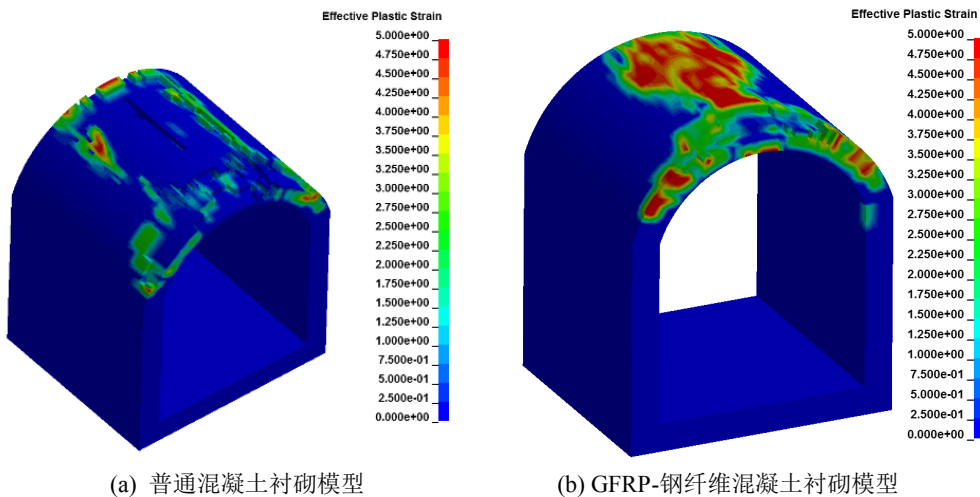 Effective Plastic Strain
5.000e+00
4.750e+00
4.500e+00
4.250e+00
4.000e+00
3.750e+00
3.500e+00
3.250e+00
3.000e+00
2.750e+00
2.500e+00
2.250e+00
2.000e+00
1.750e+00
1.500e+00
1.250e+00
1.000e+00
7.500e-01
5.000e-01
2.500e-01
0.000e+00
Effective Plastic Strain
5.000e+00
4.750e+00
4.500e+00
4.250e+00
4.000e+00
3.750e+00
3.500e+00
3.250e+00
3.000e+00
2.750e+00
2.500e+00
2.250e+00
2.000e+00
1.750e+00
1.500e+00
1.250e+00
1.000e+00
7.500e-01
5.000e-01
2.500e-01
0.000e+00
(a) 普通混凝土衬砌模型
(b) GFRP-钢纤维混凝土衬砌模型